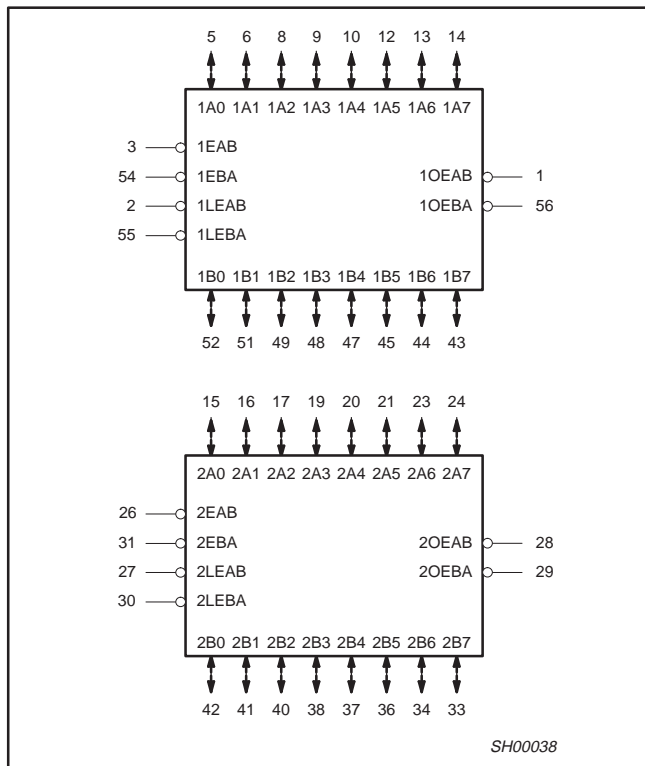 5 6 8 9 10 12 13 14
1A0 1A1 1A2 1A3 1A4 1A5 1A6 1A7
3 1EAB
54 1EBA 1OEAB 1
2 1LEAB 1OEBA 56
55 1LEBA
1B0 1B1 1B2 1B3 1B4 1B5 1B6 1B7
52 51 49 48 47 45 44 43
15 16 17 19 20 21 23 24
2A0 2A1 2A2 2A3 2A4 2A5 2A6 2A7
26 2EAB
31 2EBA 2OEAB 28
27 2LEAB 2OEBA 29
30 2LEBA
2B0 2B1 2B2 2B3 2B4 2B5 2B6 2B7
42 41 40 38 37 36 34 33
SH00038